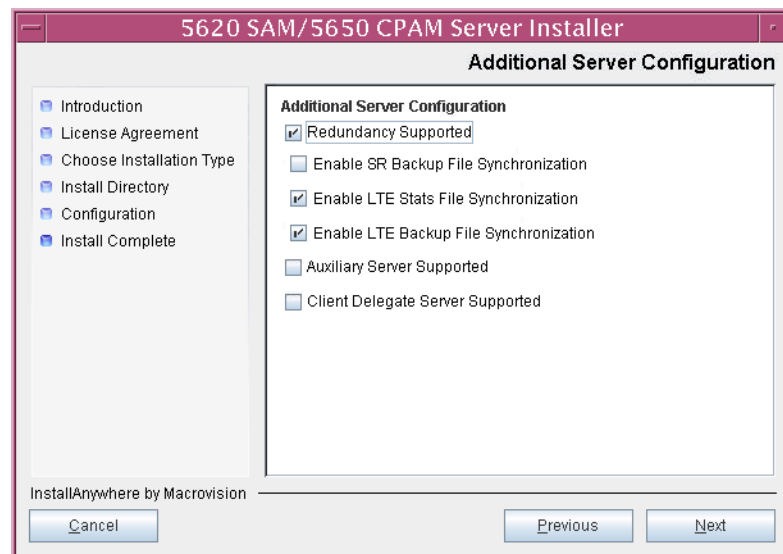 5620 SAM/5650 CPAM Server Installer
Additional Server Configuration
Introduction
License Agreement
Choose Installation Type
Install Directory
Configuration
Install Complete
Additional Server Configuration
Redundancy Supported
Enable SR Backup File Synchronization
Enable LTE Stats File Synchronization
Enable LTE Backup File Synchronization
Auxiliary Server Supported
Client Delegate Server Supported
InstallAnywhere by Macrovision
Cancel
Previous
Next